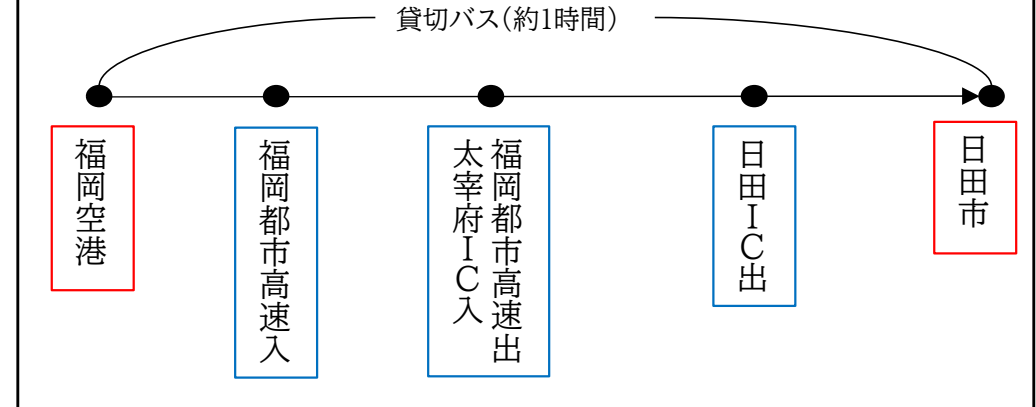 貸切バス(約1時間)
福岡空港
福岡都市高速入
福岡都市高速出
太宰府IC入
日田IC出
日田市